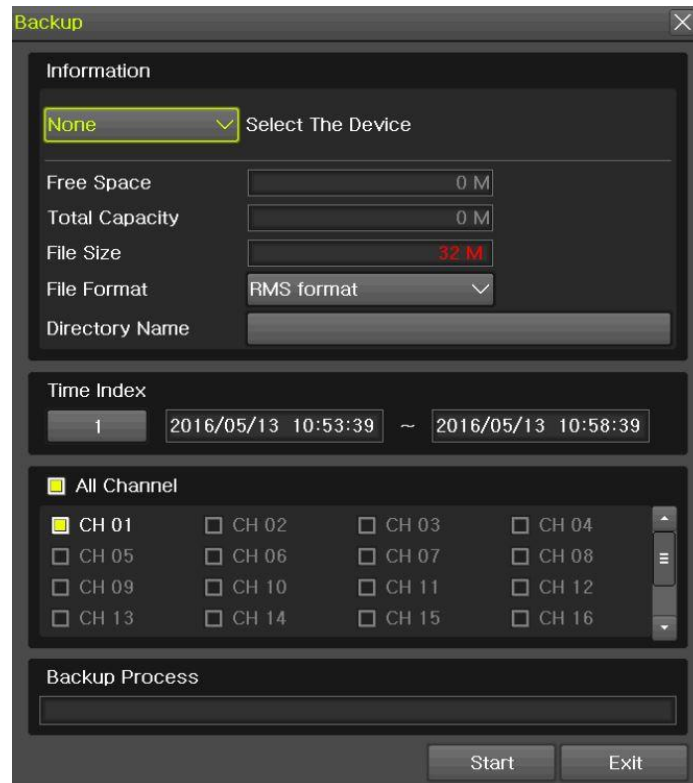 Backup
Information
None Select The Device
Free Space 0 M
Total Capacity 0 M
File Size 32 M
File Format RMS format
Directory Name
Time Index
1 2016/05/13 10:53:39 ~ 2016/05/13 10:58:39
All Channel
CH 01 CH 02 CH 03 CH 04
CH 05 CH 06 CH 07 CH 08
CH 09 CH 10 CH 11 CH 12
CH 13 CH 14 CH 15 CH 16
Backup Process
Start Exit